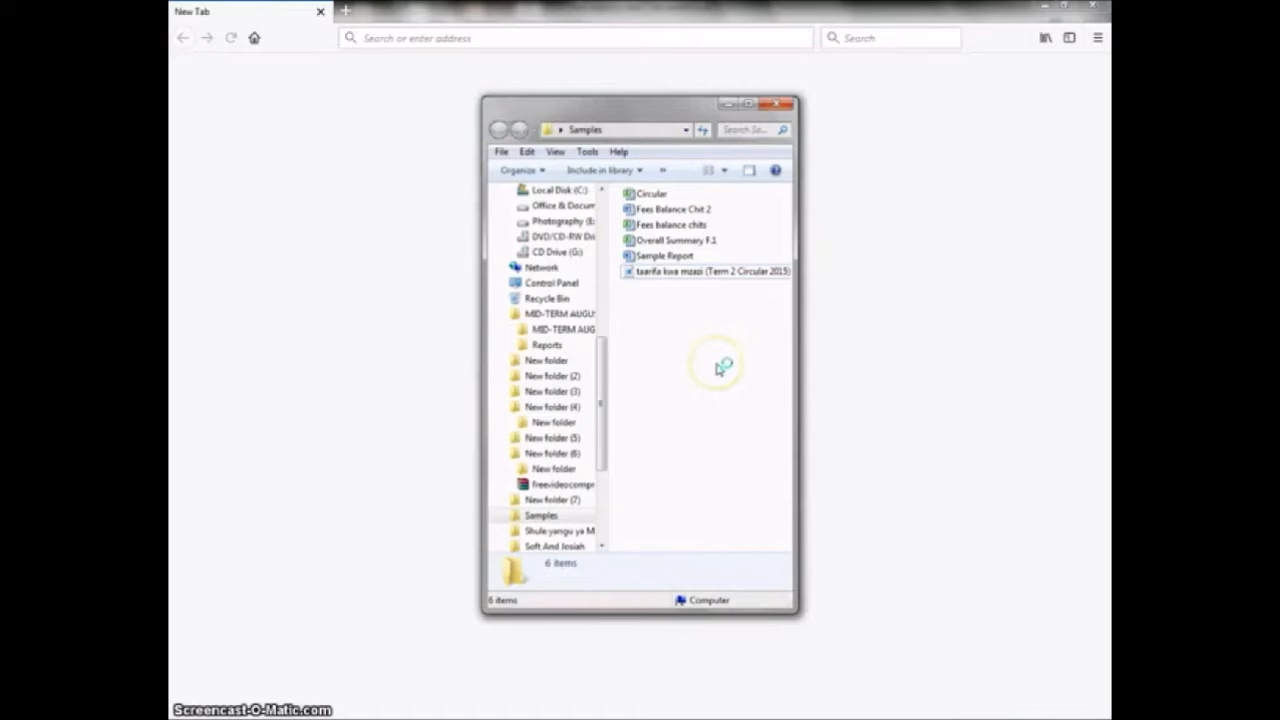 New Tab
Search or enter address
Search
Samples
Search Sa...
File Edit View Tools Help
Organize
Include in library
»
Local Disk (C:)
Office & Docum
Photography (E:
DVD/CD-RW Dri
CD Drive (G:)
Network
Control Panel
Recycle Bin
MID-TERM AUGU
MID-TERM AUG
Reports
New folder
New folder (2)
New folder (3)
New folder (4)
New folder
New folder (5)
New folder (6)
New folder
freevideocompr
New folder (7)
Samples
Shule yangu ya M
Soft And Josiah
Circular
Fees Balance Chit 2
Fees balance chits
Overall Summary F.1
Sample Report
taarifa kwa mzazi (Term 2 Circular 2015)
6 items
6 items
Computer
Screencast-O-Matic.com